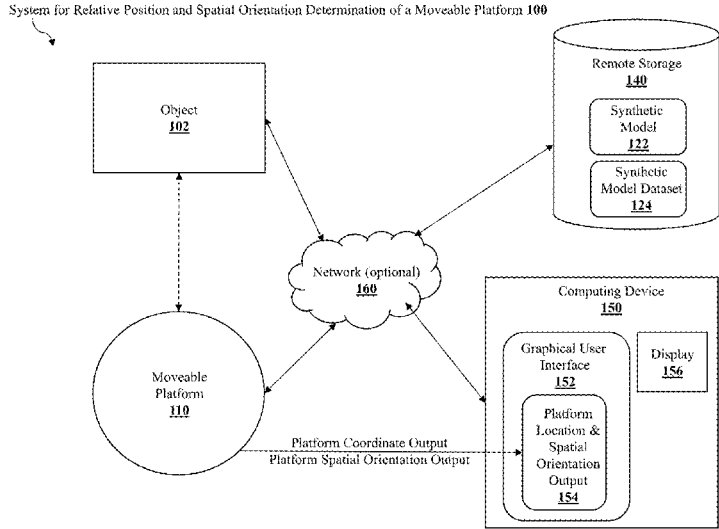 System for Relative Position and Spatial Orientation Determination of a Moveable Platform 100
Object
102
Remote Storage
140
Synthetic
Model
122
Synthetic
Model Dataset
124
Network (optional)
160
Moveable
Platform
110
Computing Device
150
Graphical User
Interface
152
Display
156
Platform
Location &
Spatial
Orientation
Output
154
Platform Coordinate Output
Platform Spatial Orientation Output